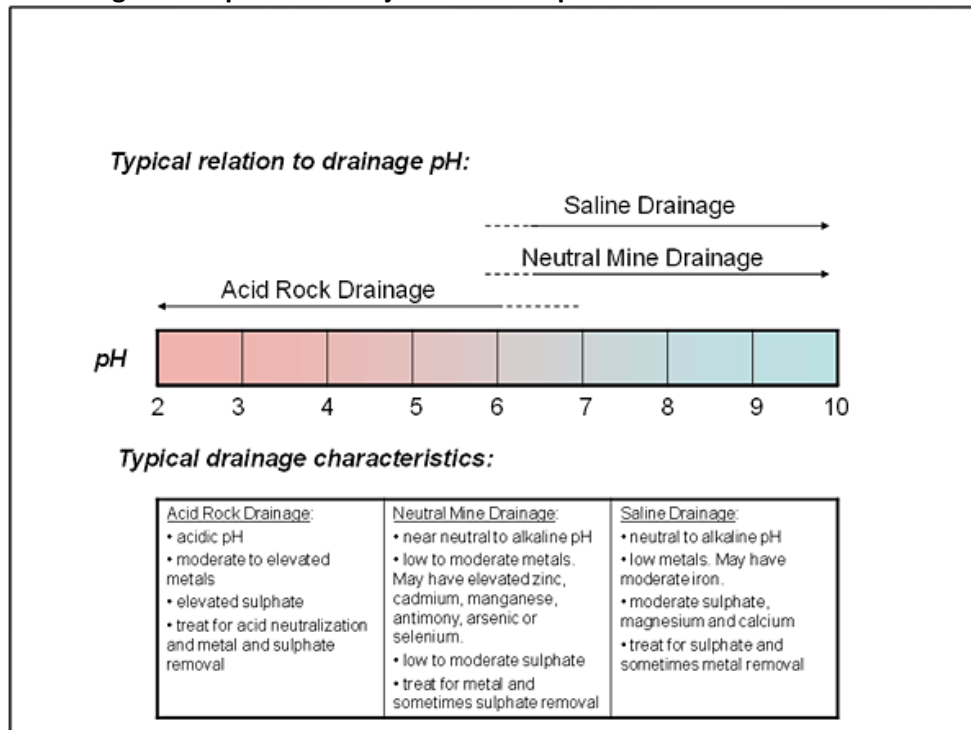 Typical relation to drainage pH:
Saline Drainage
Neutral Mine Drainage
Acid Rock Drainage
pH
2 3 4 5 6 7 8 9 10
Typical drainage characteristics:
Acid Rock Drainage:
• acidic pH
• moderate to elevated
metals
• elevated sulphate
• treat for acid neutralization
and metal and sulphate
removal
Neutral Mine Drainage:
• near neutral to alkaline pH
• low to moderate metals.
May have elevated zinc,
cadmium, manganese,
antimony, arsenic or
selenium.
• low to moderate sulphate
• treat for metal and
sometimes sulphate removal
Saline Drainage:
• neutral to alkaline pH
• low metals. May have
moderate iron.
• moderate sulphate,
magnesium and calcium
• treat for sulphate and
sometimes metal removal